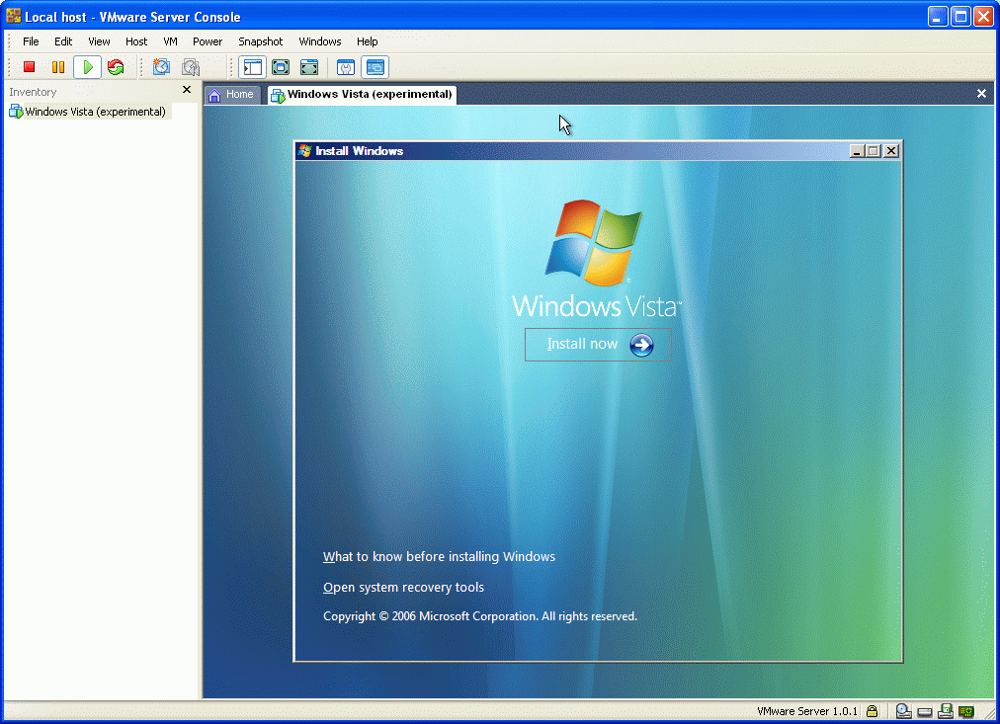 Local host - VMware Server Console
File Edit View Host VM Power Snapshot Windows Help
Inventory
Windows Vista (experimental)
Home
Windows Vista (experimental)
Install Windows
Windows Vista™
Install now
What to know before installing Windows
Open system recovery tools
Copyright © 2006 Microsoft Corporation. All rights reserved.
VMware Server 1.0.1